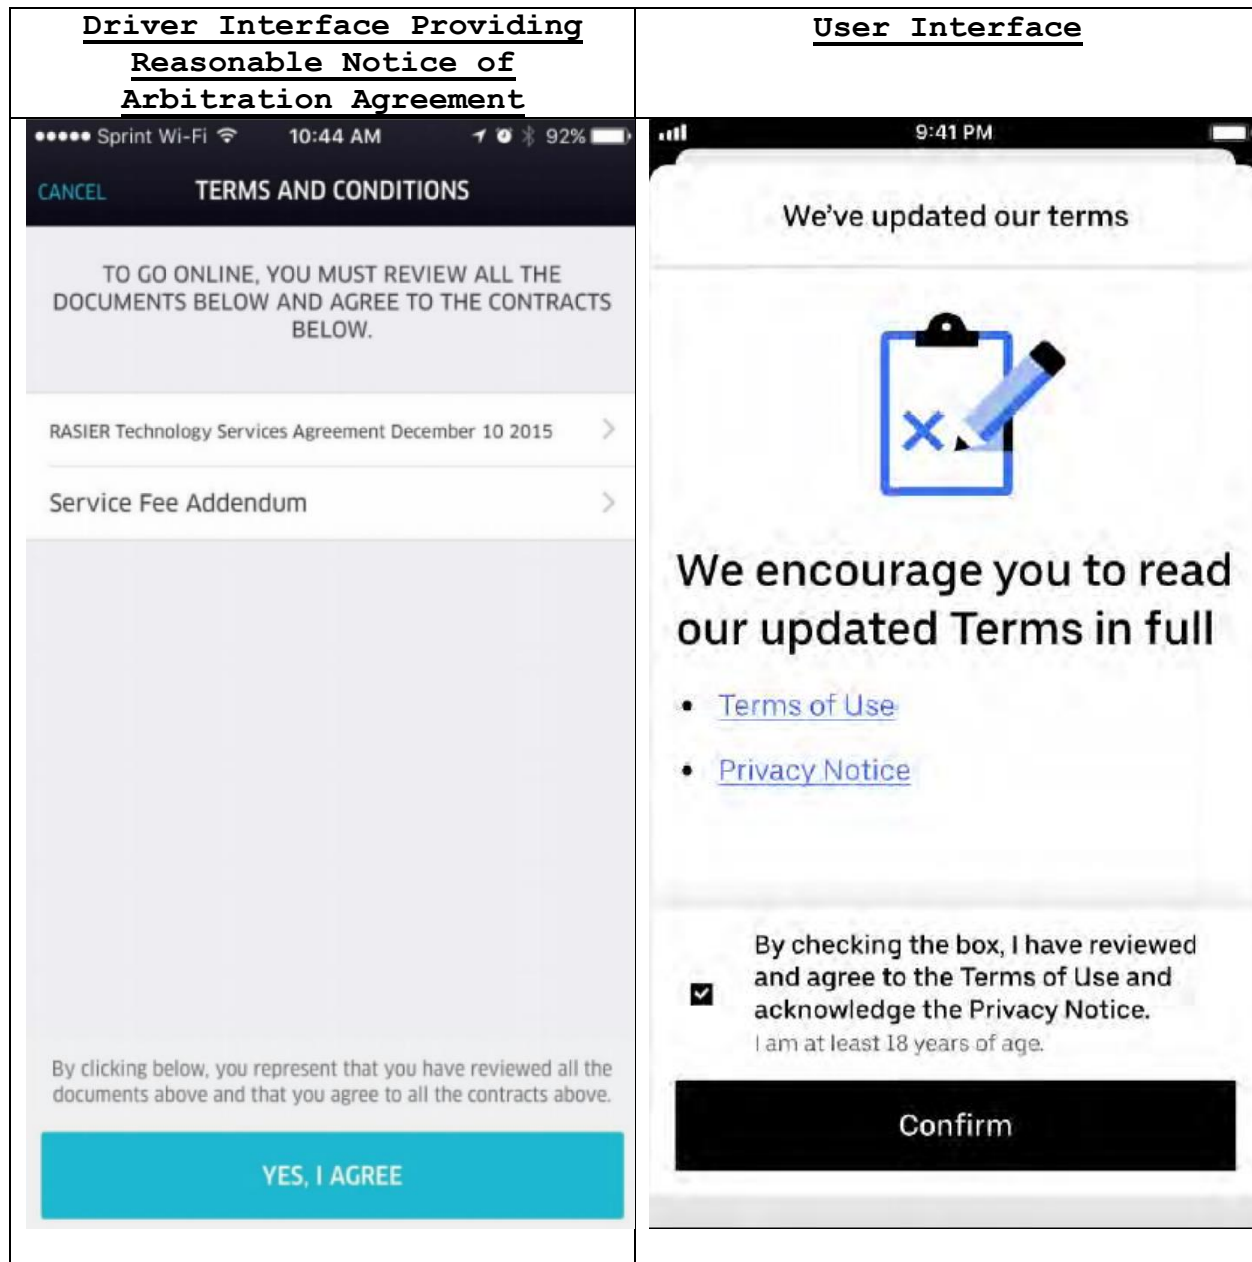 Driver Interface Providing
Reasonable Notice of
Arbitration Agreement
User Interface
Sprint Wi-Fi 10:44 AM 92%
CANCEL TERMS AND CONDITIONS
TO GO ONLINE, YOU MUST REVIEW ALL THE
DOCUMENTS BELOW AND AGREE TO THE CONTRACTS
BELOW.
RASIER Technology Services Agreement December 10 2015
Service Fee Addendum
By clicking below, you represent that you have reviewed all the
documents above and that you agree to all the contracts above.
YES, I AGREE
9:41 PM
We've updated our terms
We encourage you to read
our updated Terms in full
• Terms of Use
• Privacy Notice
By checking the box, I have reviewed
and agree to the Terms of Use and
acknowledge the Privacy Notice.
I am at least 18 years of age.
Confirm